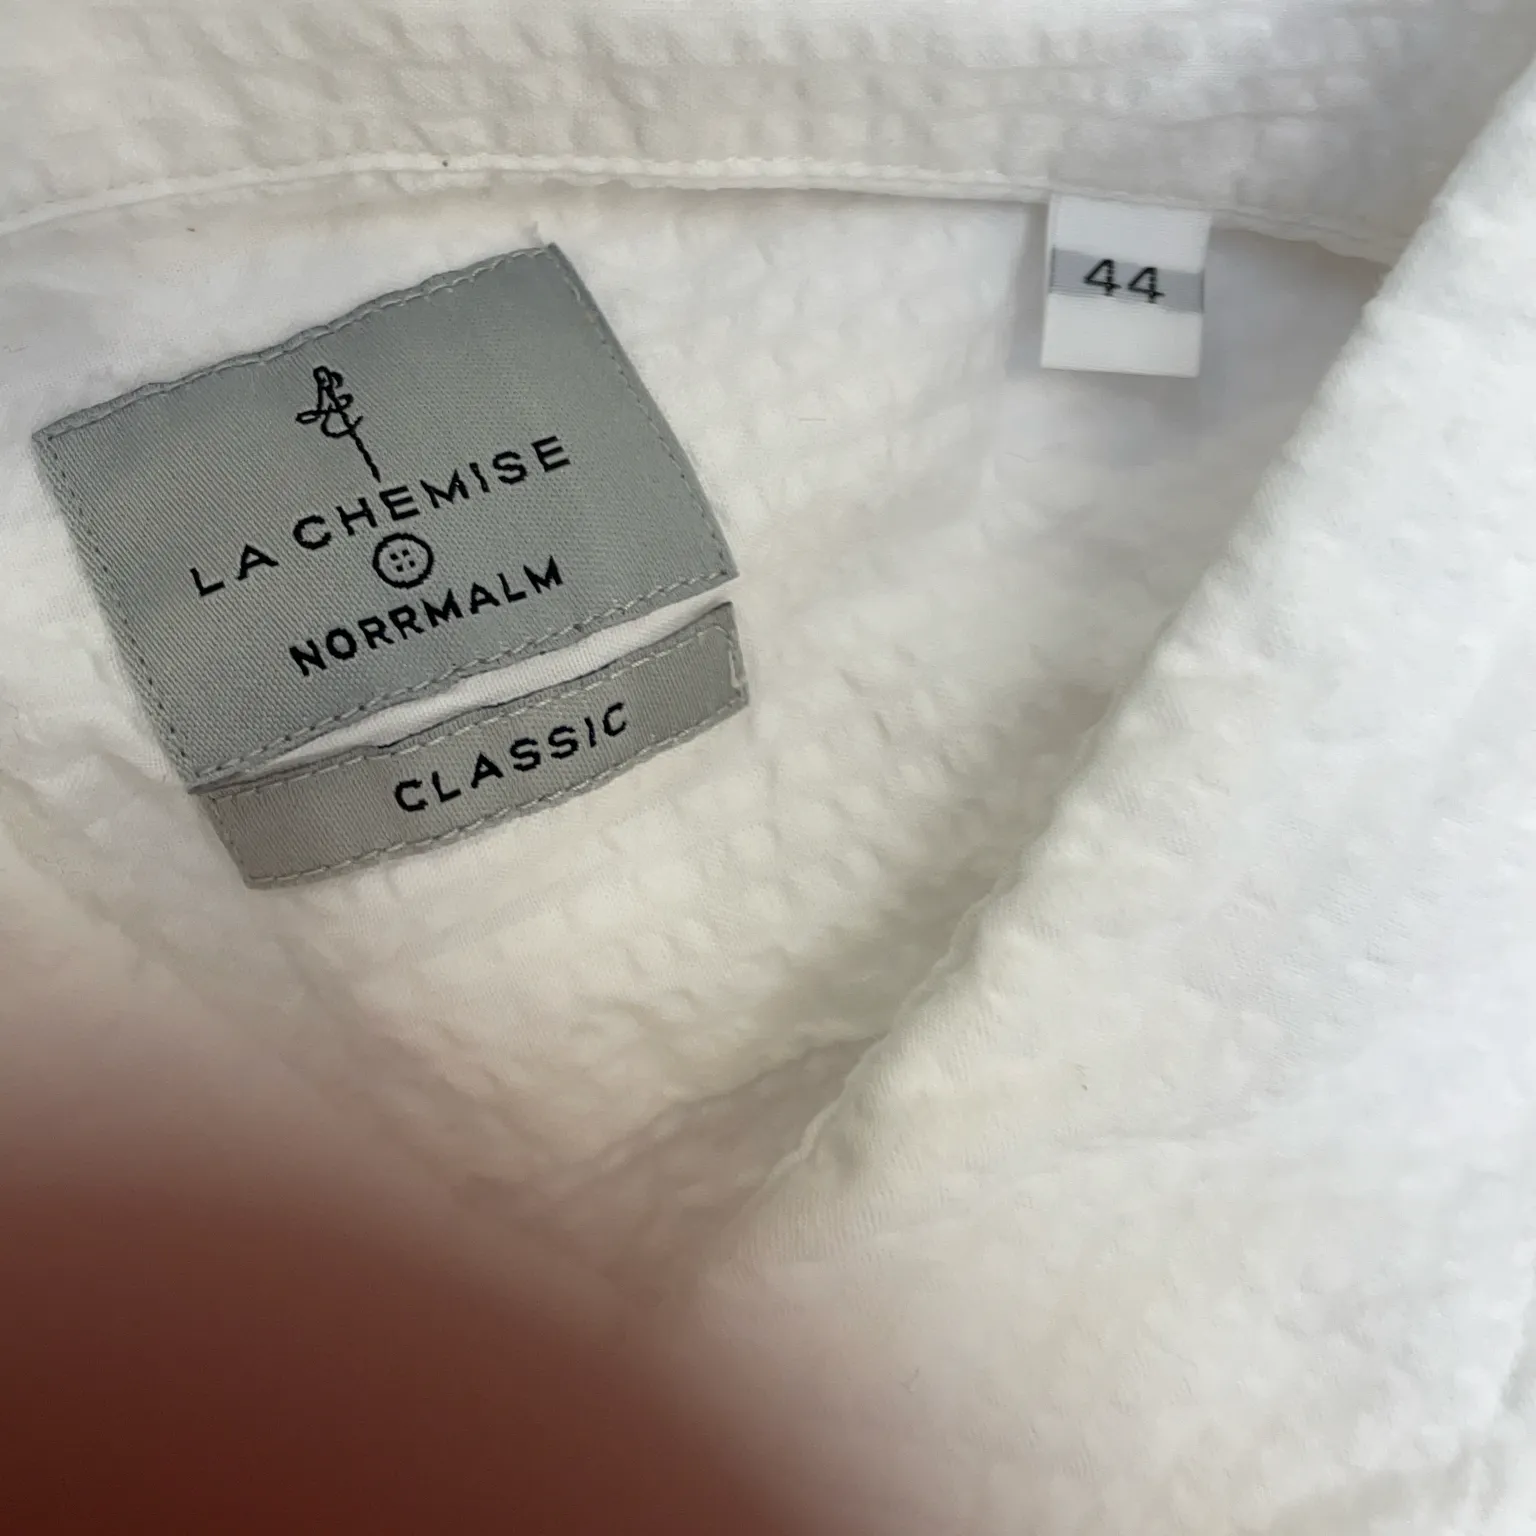 LA CHEMISE
NORRMALM
CLASSIC
44